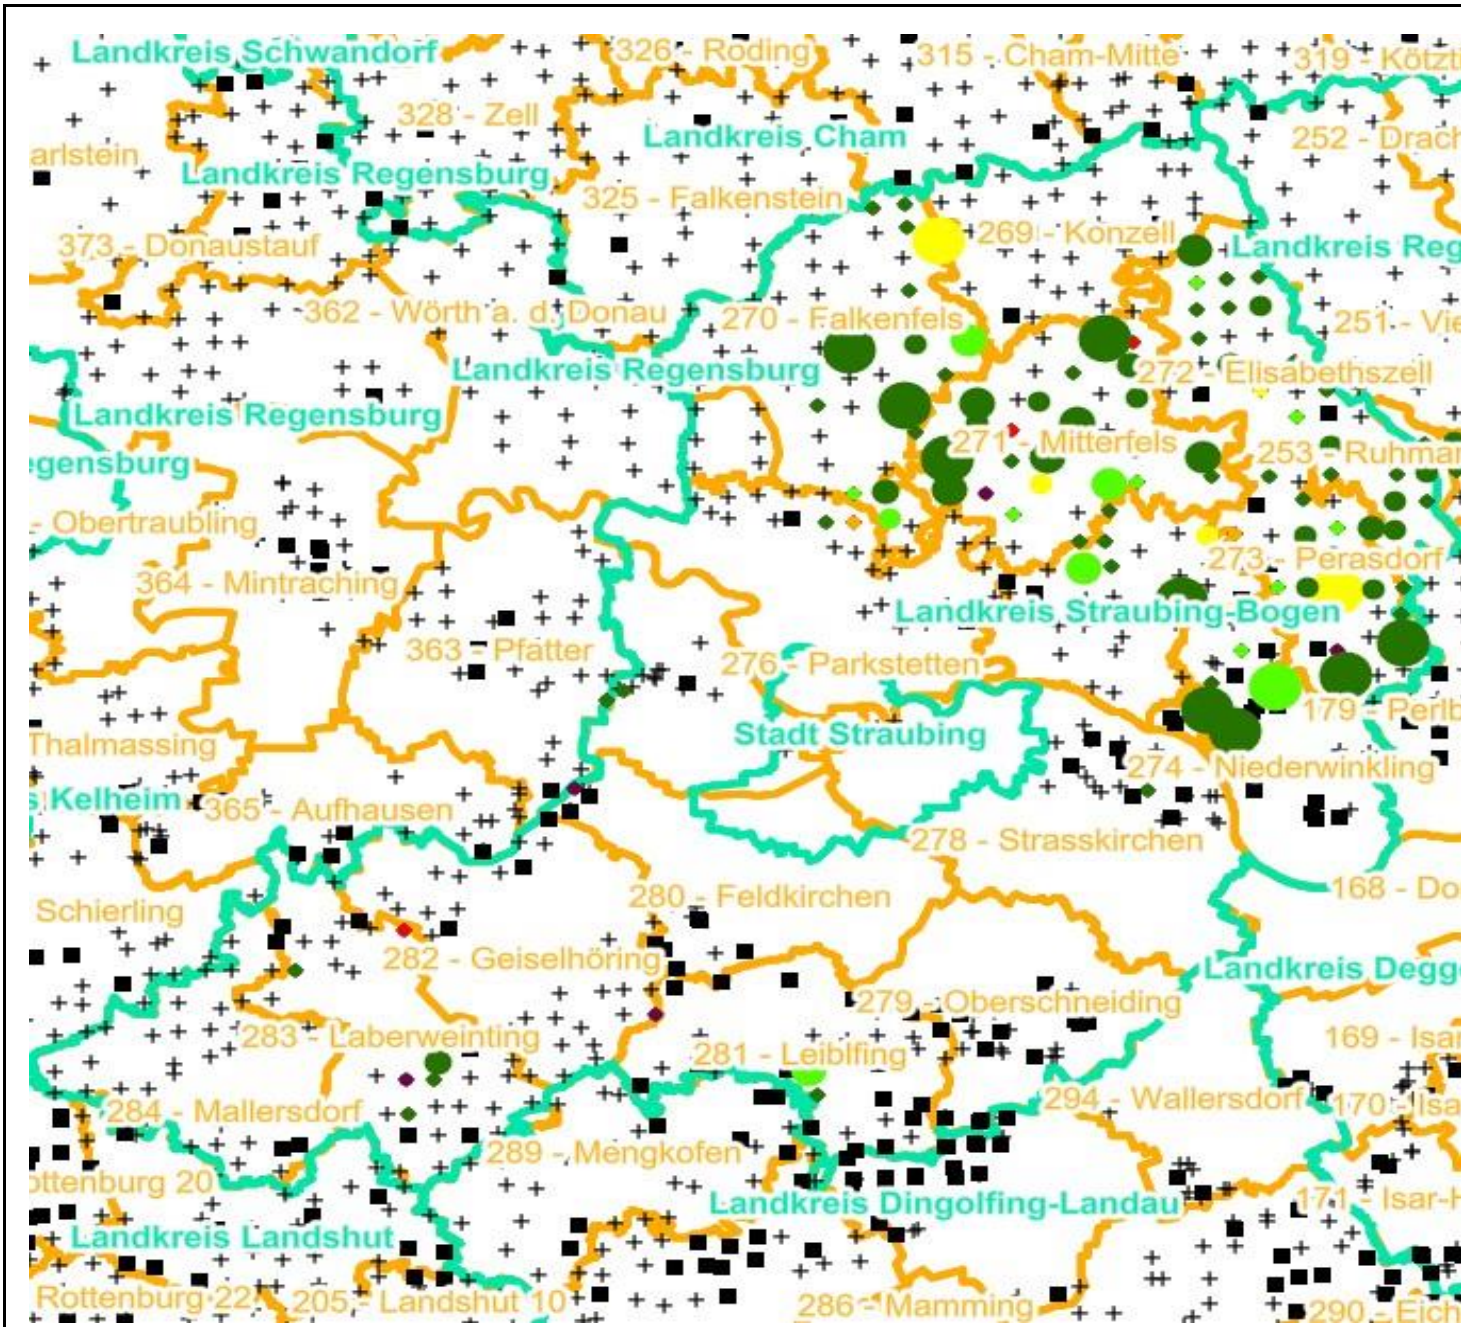 Landkreis Schwandorf
326 - Roding
315 - Cham-Mitte
319 - Kötzti
328 - Zell
Landkreis Cham
252 - Drach
arlstein
Landkreis Regensburg
325 - Falkenstein
269 - Konzell
373 - Donaustauf
Landkreis Reg
362 - Wörth a. d. Donau
270 - Falkenfels
251 - Vie
Landkreis Regensburg
272 - Elisabethszell
Landkreis Regensburg
271 - Mitterfels
253 - Ruhmar
egensburg
- Obertraubling
273 - Perasdorf
364 - Mintraching
Landkreis Straubing-Bogen
363 - Pfatter
276 - Parkstetten
179 - Perlb
Thalmassing
Stadt Straubing
274 - Niederwinkling
s Kelheim
365 - Aufhausen
278 - Strasskirchen
280 - Feldkirchen
168 - Do
Schierling
282 - Geiselhöring
Landkreis Degge
279 - Oberschneiding
283 - Laberweinting
169 - Isar
281 - Leiblfing
284 - Mallersdorf
294 - Wallersdorf
170 - Isa
289 - Mengkofen
ottenburg 20
Landkreis Dingolfing-Landau
171 - Isar-H
Landkreis Landshut
Rottenburg 22
205 - Landshut 10
286 - Mamming
290 - Eich